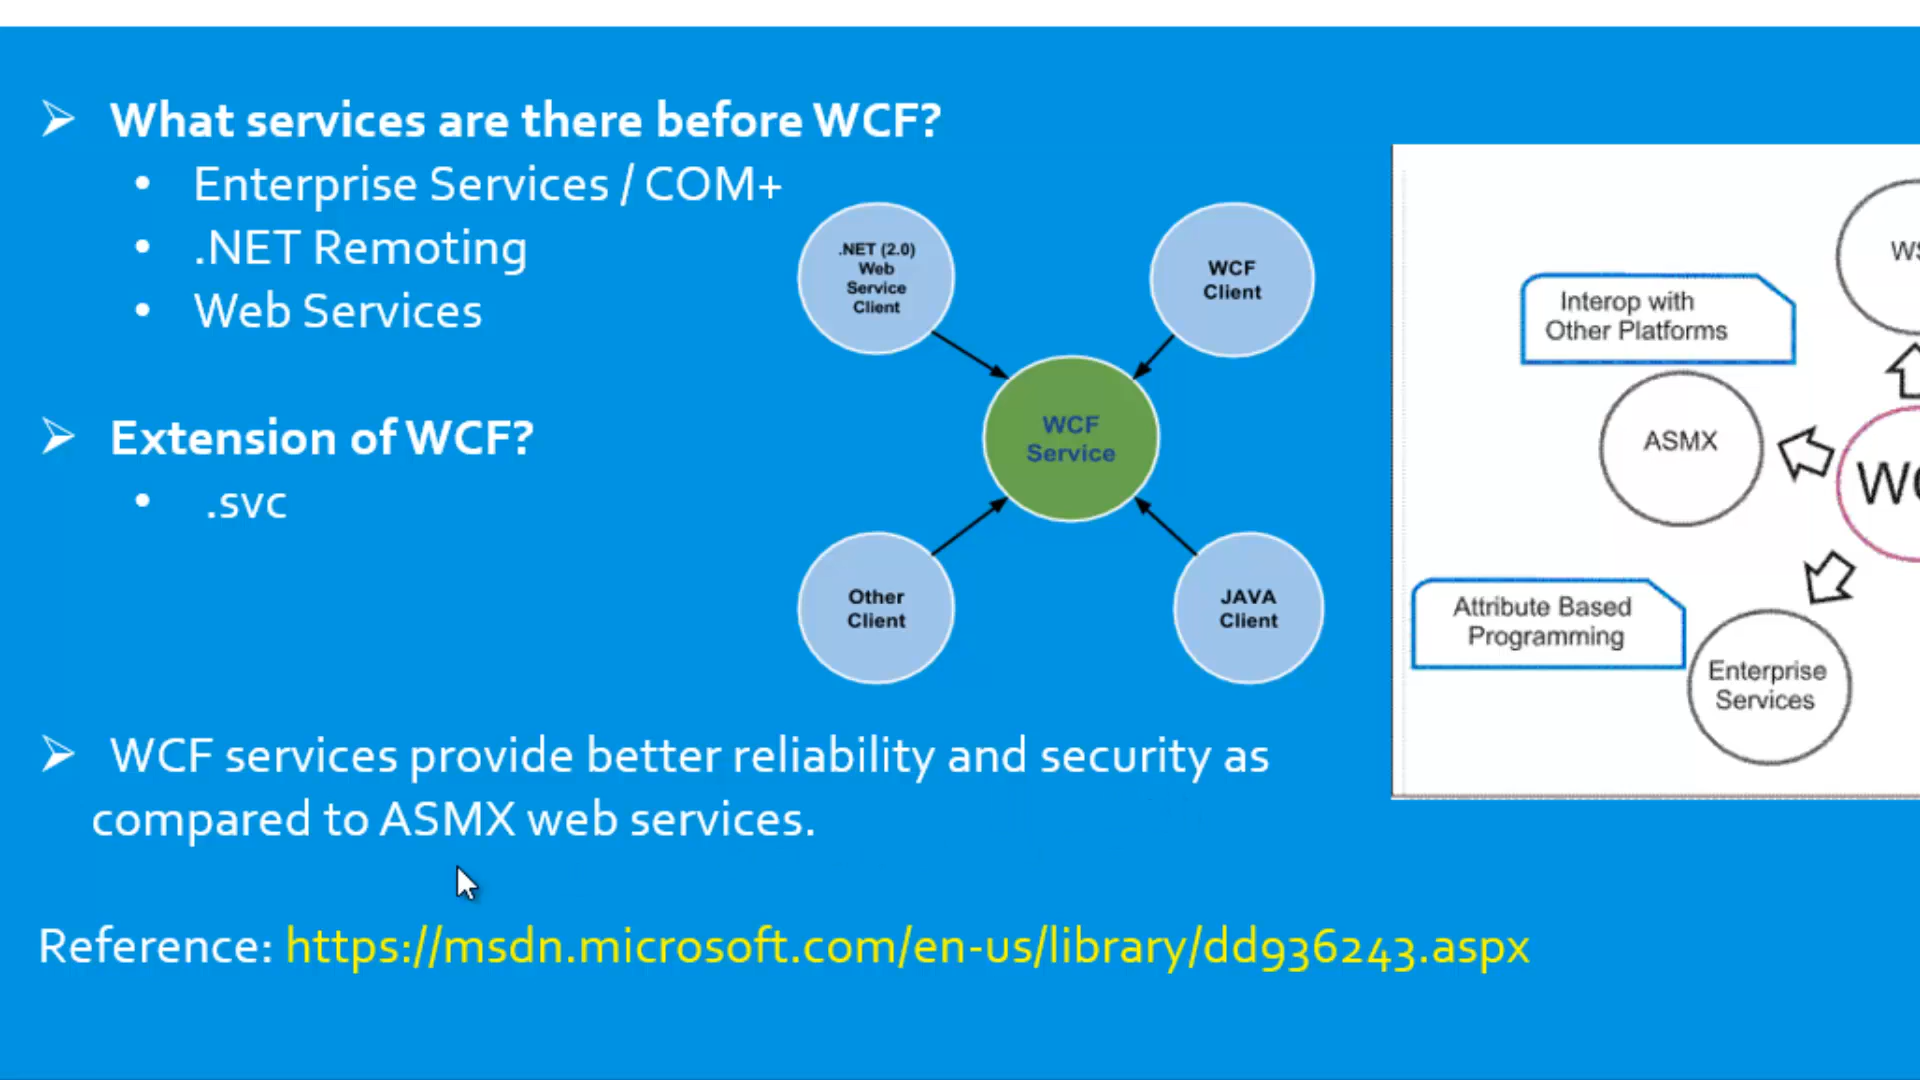 What services are there before WCF?
Enterprise Services / COM+
.NET Remoting
Web Services
Extension of WCF?
.svc
.NET (2.0)
Web
Service
Client
WCF
Client
WCF
Service
Other
Client
JAVA
Client
Interop with
Other Platforms
ASMX
Attribute Based
Programming
Enterprise
Services
WCF services provide better reliability and security as
compared to ASMX web services.
Reference: https://msdn.microsoft.com/en-us/library/dd936243.aspx